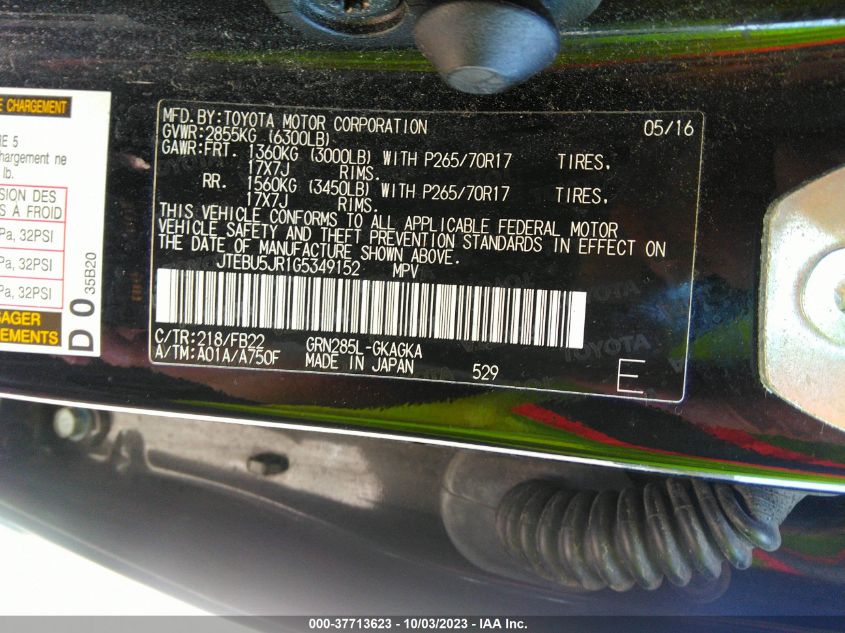 E CHARGEMENT
RE 5
hargement ne
lb.
SION DES
S À FROID
Pa, 32PSI
Pa, 32PSI
Pa, 32PSI
AGER
EMENTS
D 0
35B20
MFD.BY:TOYOTA MOTOR CORPORATION 05/16
GVWR:2855KG (6300LB)
GAWR:FRT. 1360KG (3000LB) WITH P265/70R17 TIRES,
17X7J RIMS.
RR. 1560KG (3450LB) WITH P265/70R17 TIRES,
17X7J RIMS.
THIS VEHICLE CONFORMS TO ALL APPLICABLE FEDERAL MOTOR
VEHICLE SAFETY AND THEFT PREVENTION STANDARDS IN EFFECT ON
THE DATE OF MANUFACTURE SHOWN ABOVE.
JTEBU5JR1G5349152 MPV
C/TR:218/FB22 GRN285L-GKAGKA
A/TM:A01A/A750F MADE IN JAPAN 529 E
000-37713623 - 10/03/2023 - IAA Inc.